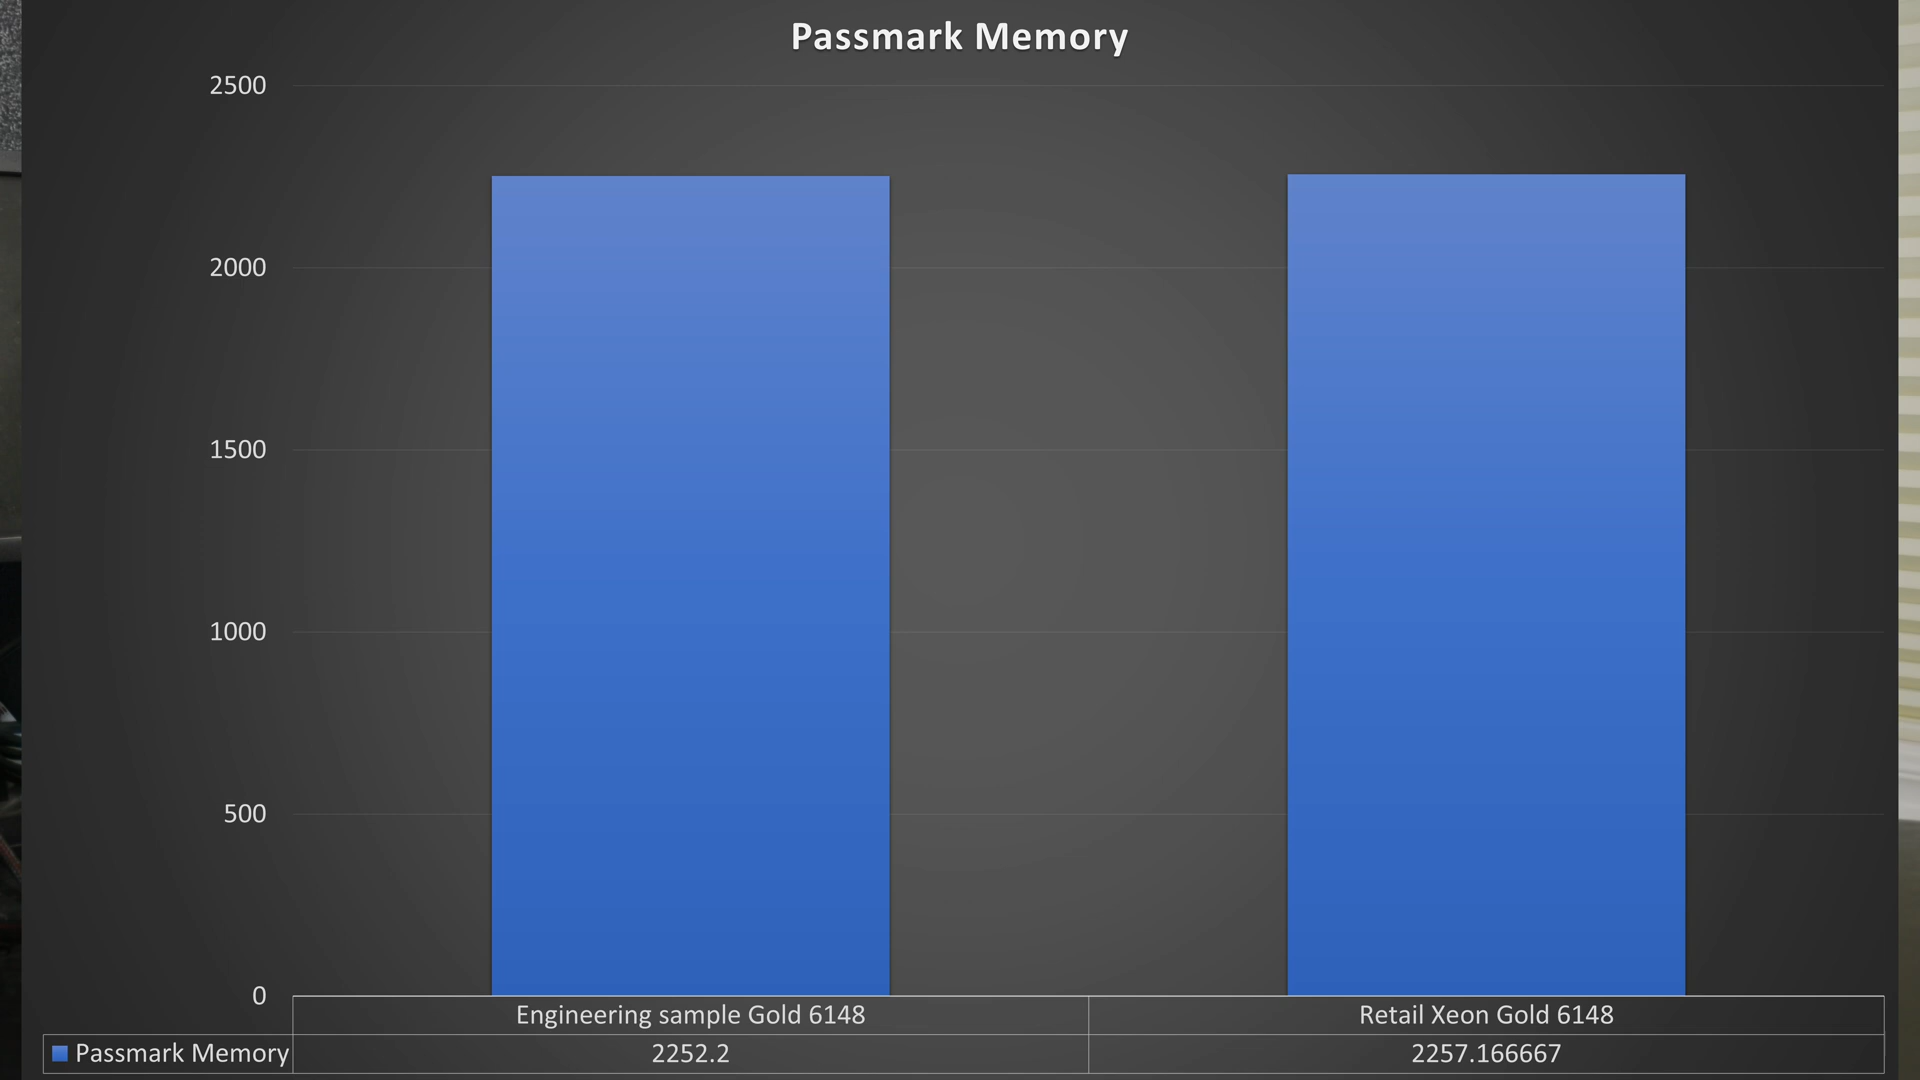 Passmark Memory
2500
2000
1500
1000
500
0
Engineering sample Gold 6148 Retail Xeon Gold 6148
Passmark Memory 2252.2 2257.166667